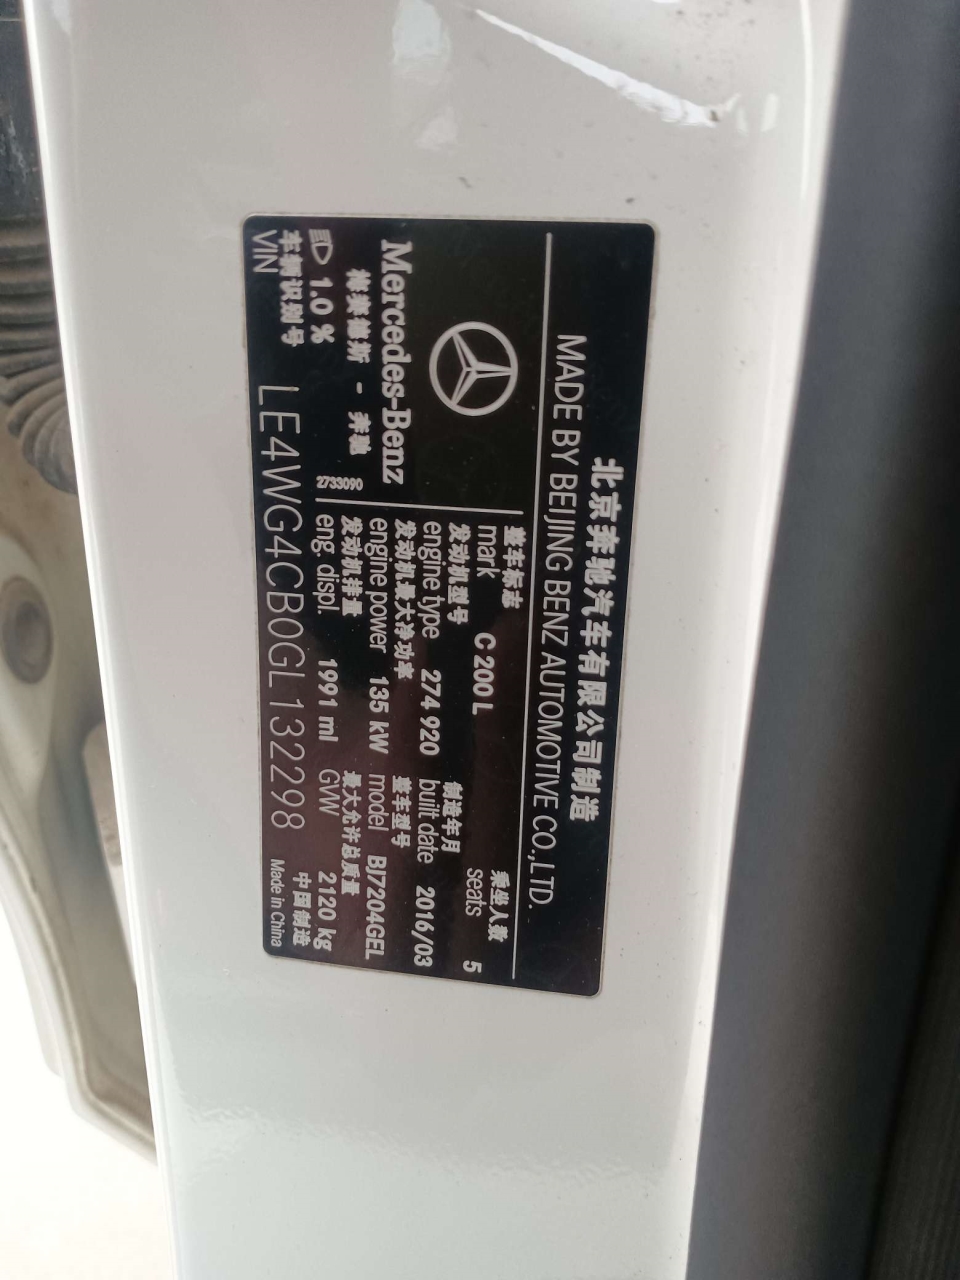 北京奔驰汽车有限公司制造
MADE BY BEIJING BENZ AUTOMOTIVE CO.,LTD.
Mercedes-Benz
梅赛德斯 - 奔驰
1.0 %
2733090
整车标志
mark C 200 L
乘坐人数
seats 5
发动机型号
engine type 274 920
制造年月
built date 2016/03
发动机最大净功率
engine power 135 kW
整车型号
model BJ7204GEL
发动机排量
eng. displ. 1991 ml
最大允许总质量
GVW 2120 kg
车辆识别号
VIN LE4WG4CB0GL132298
中国制造
Made in China